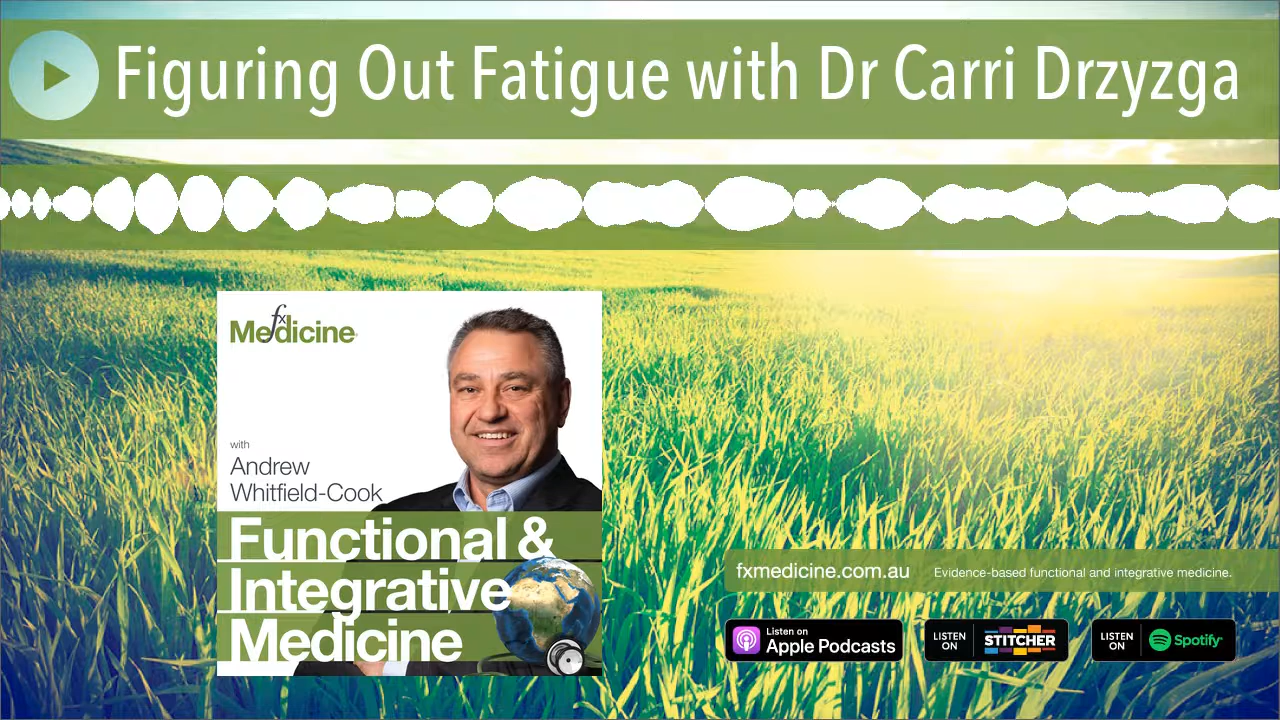 Figuring Out Fatigue with Dr Carri Drzyzga
fx
Medicine
with
Andrew
Whitfield-Cook
Functional &
Integrative
Medicine
fxmedicine.com.au Evidence-based functional and integrative medicine.
Listen on
Apple Podcasts
LISTEN
ON
STITCHER
LISTEN
ON
Spotify